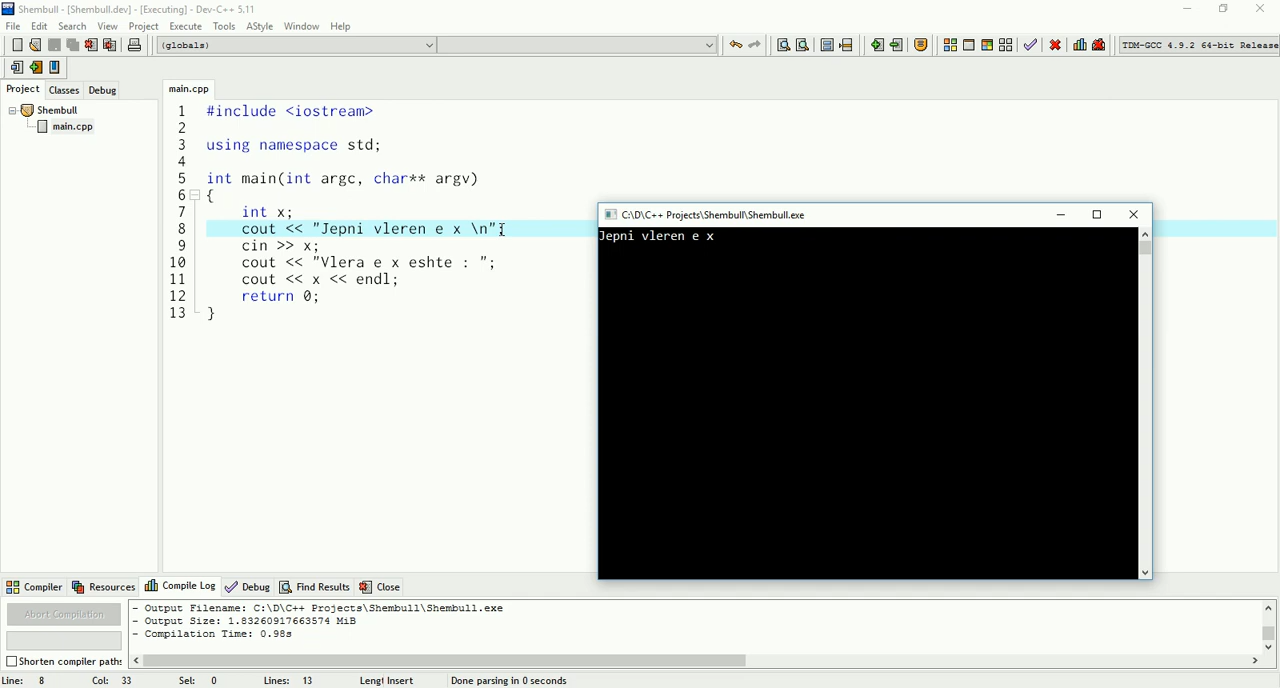 Shembull - [Shembull.dev] - [Executing] - Dev-C++ 5.11
File Edit Search View Project Execute Tools AStyle Window Help
(globals)
TDM-GCC 4.9.2 64-bit Release
Project Classes Debug
main.cpp
Shembull
main.cpp
1 #include <iostream>
2
3 using namespace std;
4
5 int main(int argc, char** argv)
6 {
7 int x;
8 cout << "Jepni vleren e x \n";
9 cin >> x;
10 cout << "Vlera e x eshte : ";
11 cout << x << endl;
12 return 0;
13 }
C:\D\C++ Projects\Shembull\Shembull.exe
Jepni vleren e x
Compiler Resources Compile Log Debug Find Results Close
Abort Compilation
Shorten compiler paths
- Output Filename: C:\D\C++ Projects\Shembull\Shembull.exe
- Output Size: 1.83260917663574 MiB
- Compilation Time: 0.98s
Line: 8 Col: 33 Sel: 0 Lines: 13 Lengt Insert Done parsing in 0 seconds